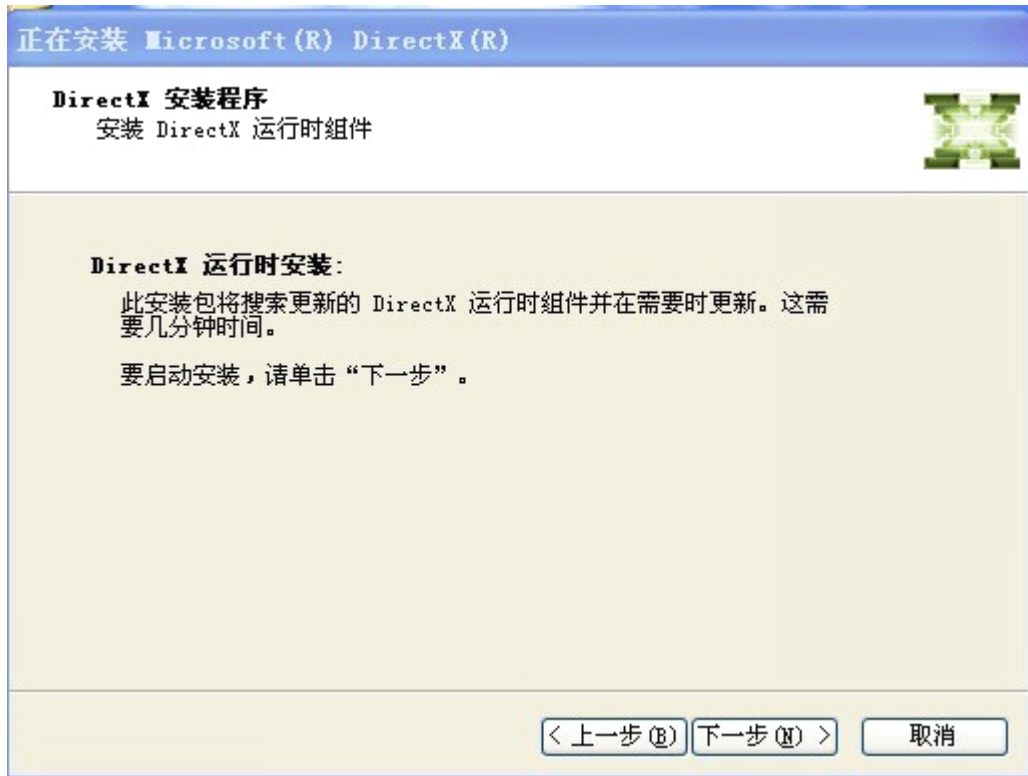 正在安装 Microsoft(R) DirectX(R)
DirectX 安装程序
安装 DirectX 运行时组件
DirectX 运行时安装:
此安装包将搜索更新的 DirectX 运行时组件并在需要时更新。这需
要几分钟时间。
要启动安装，请单击“下一步”。
< 上一步(B) 下一步(N) > 取消